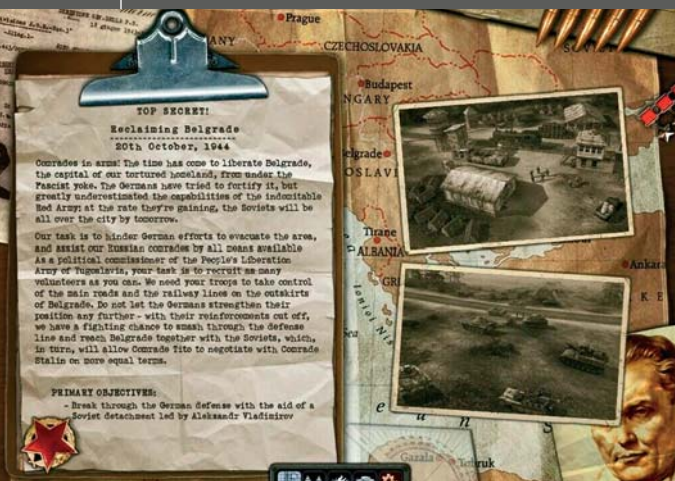 TOP SECRET!
Reclaiming Belgrade
20th October, 1944
Comrades in arms! The time has come to liberate Belgrade,
the capital of our tortured homeland, from under the
Fascist yoke. The Germans have tried to fortify it, but
greatly underestimated the capabilities of the indomitable
Red Army; at the rate they're gaining, the Soviets will be
all over the city by tomorrow.
Our task is to hinder German efforts to evacuate the area,
and assist our Russian comrades by all means available
As a political commissioner of the People's Liberation
Army of Yugoslavia, your task is to recruit as many
volunteers as you can. We need your troops to take control
of the main roads and the railway lines on the outskirts
of Belgrade. Do not let the Germans strengthen their
position any further - with their reinforcements cut off,
we have a fighting chance to smash through the defense
line and reach Belgrade together with the Soviets, which,
in turn, will allow Comrade Tito to negotiate with Comrade
Stalin on more equal terms.
PRIMARY OBJECTIVES:
- Break through the German defense with the aid of a
Soviet detachment led by Aleksandr Vladimirov
Prague
ANY
CZECHOSLOVAKIA
SOVIET
Budapest
NGARY
elgrade
OSLAVI
Tirane
ALBANIA
GR
Ionioi Nis
Sea
Ankara
K E
e a n s
Gazala
Tobruk